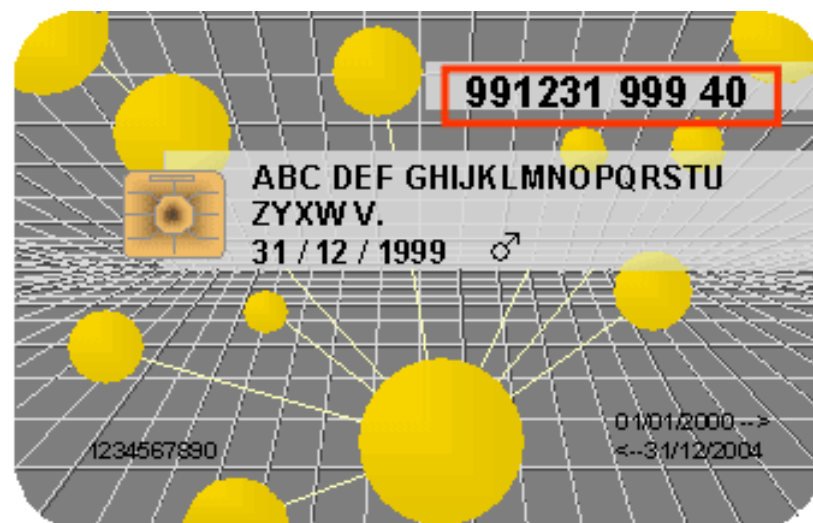 991231 999 40
ABC DEF GHIJKLMNOPQRSTU
ZYXW V.
31 / 12 / 1999 ♂
01/01/2000 -->
1234567890
<--31/12/2004